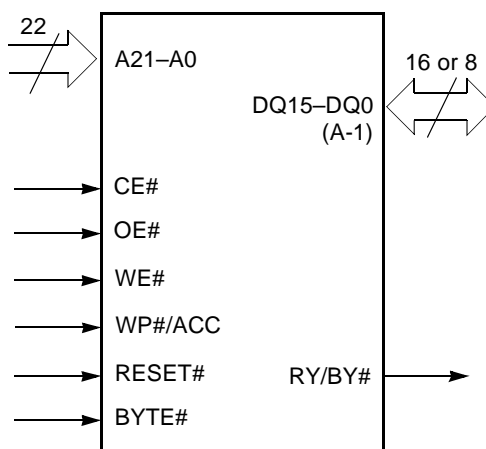 22
A21–A0
16 or 8
DQ15–DQ0
(A-1)
CE#
OE#
WE#
WP#/ACC
RESET#
RY/BY#
BYTE#